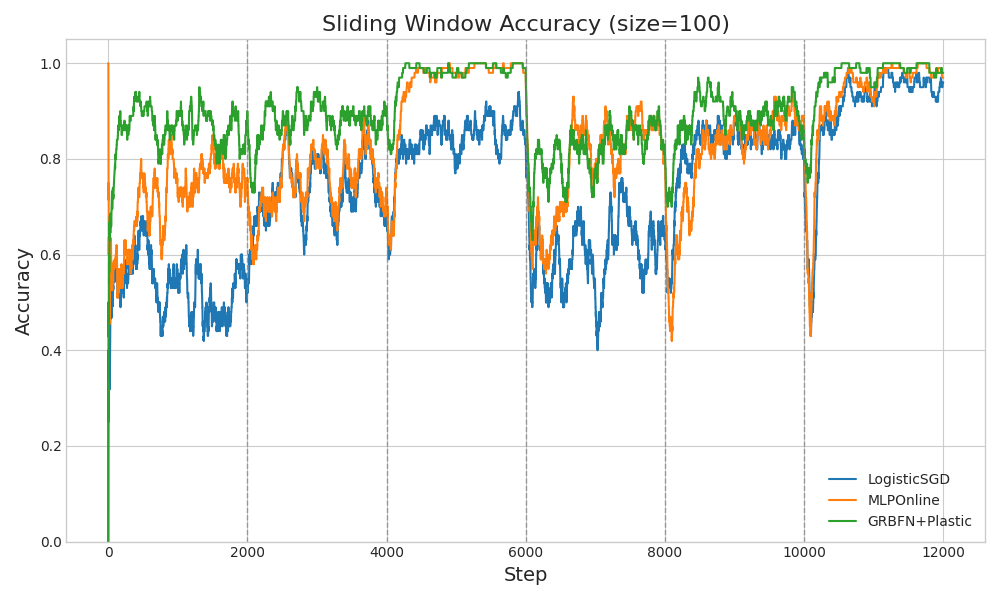 Sliding Window Accuracy (size=100)
Accuracy
1.0
0.8
0.6
0.4
0.2
0.0
LogisticSGD
MLPOnline
GRBFN+Plastic
0
2000
4000
6000
8000
10000
12000
Step